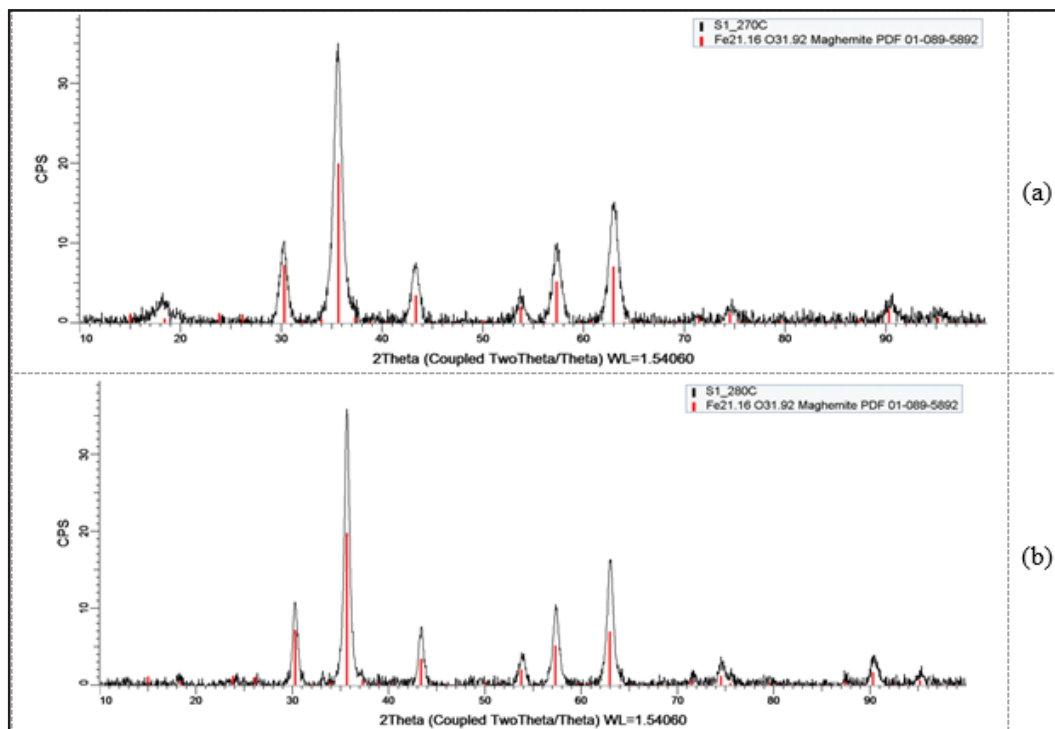 S1_270C
Fe21.16 O31.92 Maghemite PDF 01-089-5892
CPS
30
20
10
0
10 20 30 40 50 60 70 80 90
2Theta (Coupled TwoTheta/Theta) WL=1.54060
(a)
S1_280C
Fe21.16 O31.92 Maghemite PDF 01-089-5892
CPS
30
20
10
0
10 20 30 40 50 60 70 80 90
2Theta (Coupled TwoTheta/Theta) WL=1.54060
(b)